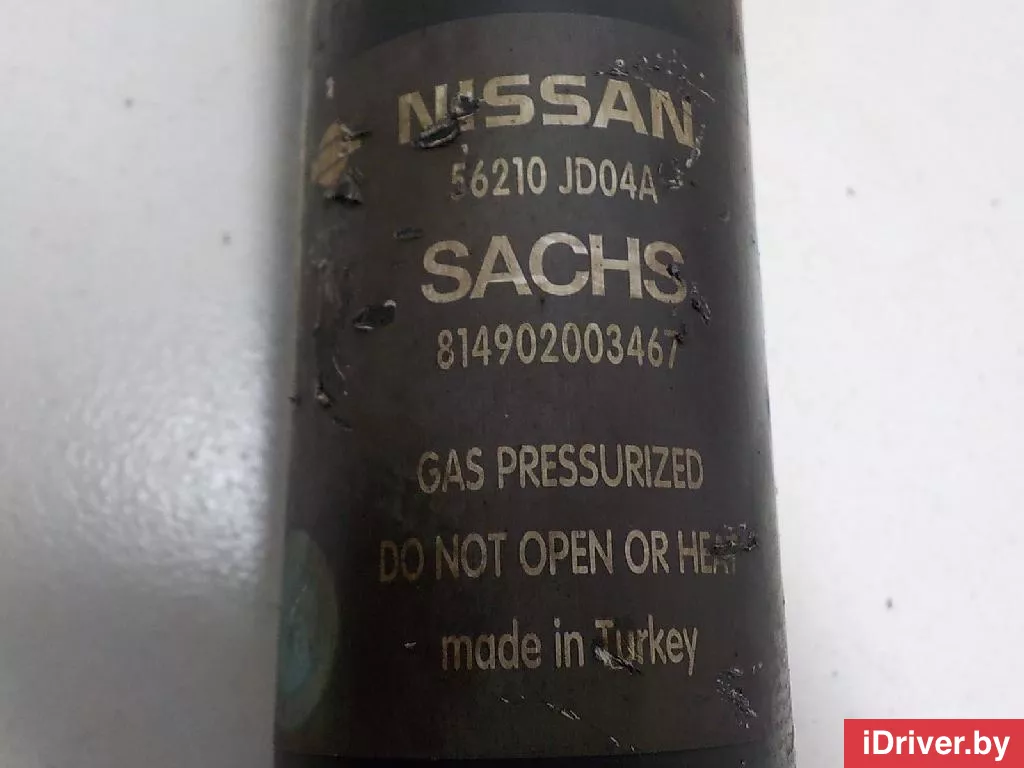 NISSAN
56210 JD04A
SACHS
814902003467
GAS PRESSURIZED
DO NOT OPEN OR HEAT
made in Turkey
iDriver.by